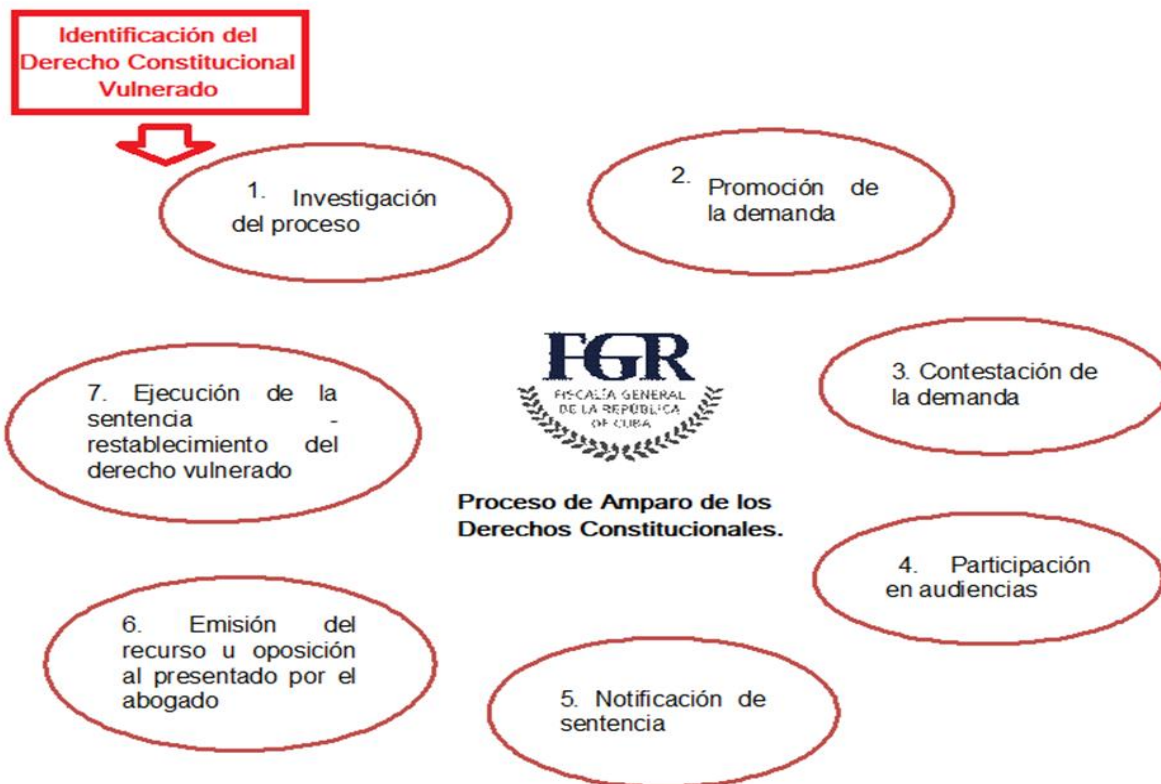 Identificación del
Derecho Constitucional
Vulnerado
1. Investigación
del proceso
2. Promoción de
la demanda
3. Contestación de
la demanda
4. Participación
en audiencias
5. Notificación de
sentencia
6. Emisión del
recurso u oposición
al presentado por el
abogado
7. Ejecución de la
sentencia -
restablecimiento del
derecho vulnerado
FGR
FISCALÍA GENERAL
DE LA REPÚBLICA
OF CUBA
Proceso de Amparo de los
Derechos Constitucionales.